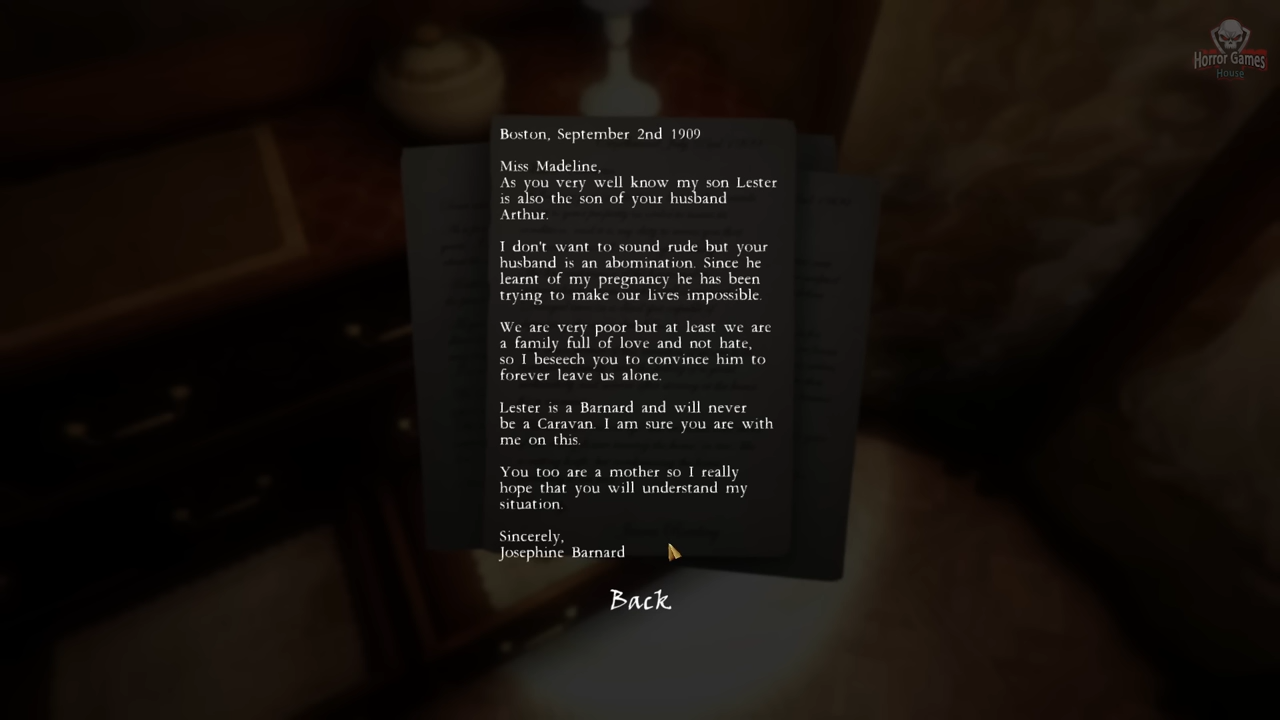 Horror Games
House
Boston, September 2nd 1909
Miss Madeline,
As you very well know my son Lester
is also the son of your husband
Arthur.
I don't want to sound rude but your
husband is an abomination. Since he
learnt of my pregnancy he has been
trying to make our lives impossible.
We are very poor but at least we are
a family full of love and not hate,
so I beseech you to convince him to
forever leave us alone.
Lester is a Barnard and will never
be a Caravan. I am sure you are with
me on this.
You too are a mother so I really
hope that you will understand my
situation.
Sincerely,
Josephine Barnard
Back